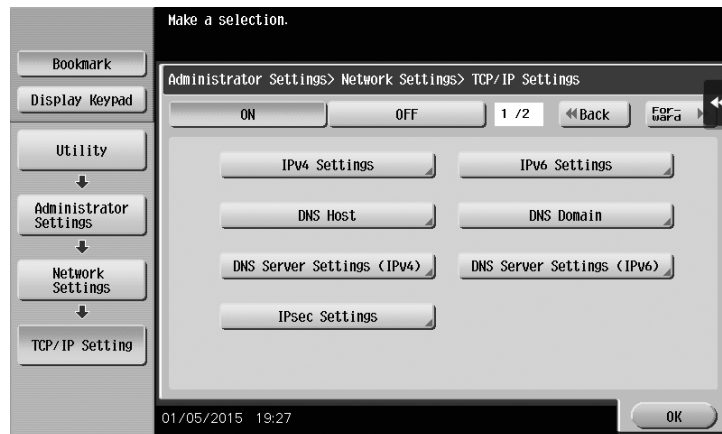 Make a selection.
Bookmark
Display Keypad
Utility
Administrator
Settings
Network
Settings
TCP/IP Setting
Administrator Settings> Network Settings> TCP/IP Settings
ON
OFF
1 /2
Back
For-
ward
IPv4 Settings
IPv6 Settings
DNS Host
DNS Domain
DNS Server Settings (IPv4)
DNS Server Settings (IPv6)
IPsec Settings
01/05/2015 19:27
OK